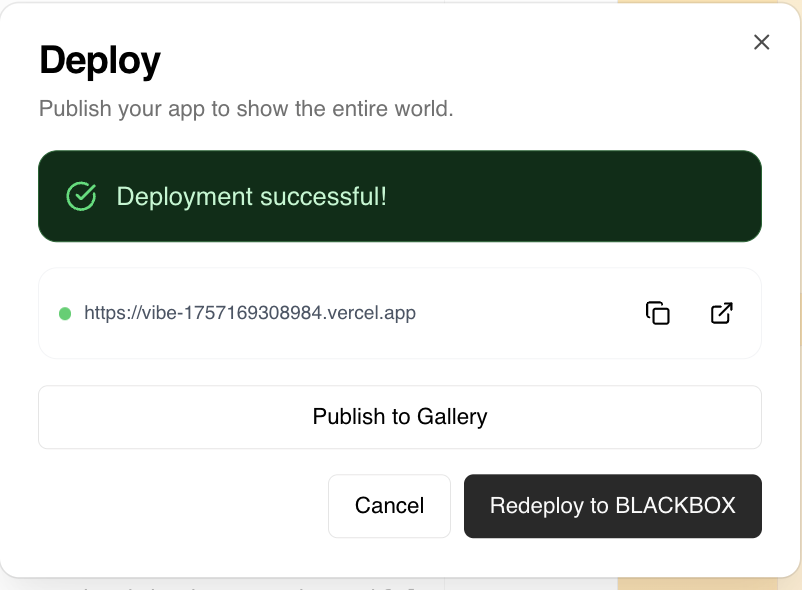 Deploy
Publish your app to show the entire world.
Deployment successful!
https://vibe-1757169308984.vercel.app
Publish to Gallery
Cancel
Redeploy to BLACKBOX